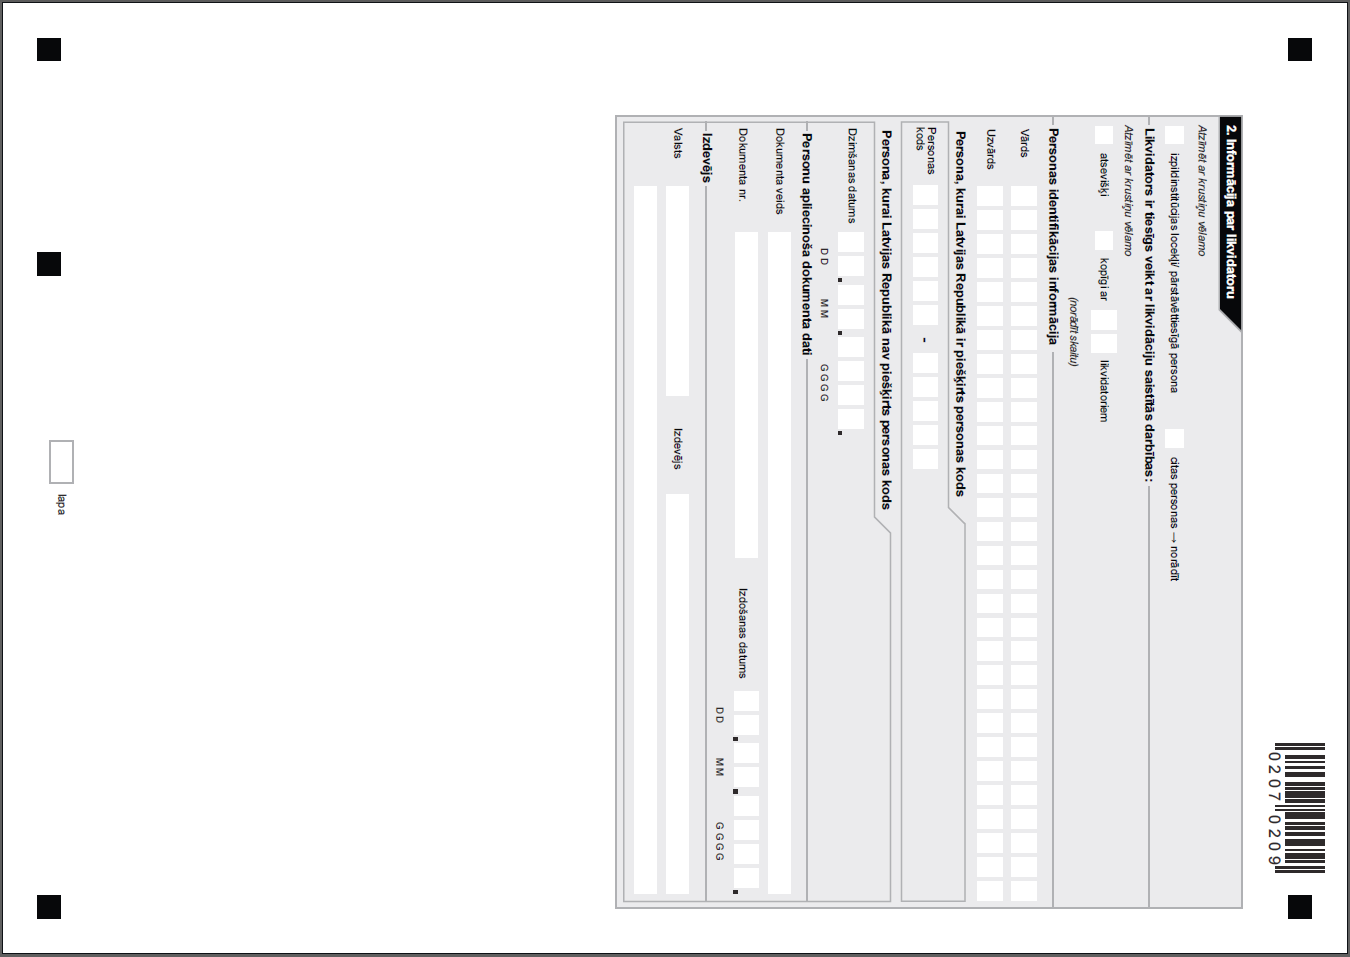 0207 0209
2. Informācija par likvidatoru
Atzīmēt ar krustiņu vēlamo
izpildinstitūcijas locekļi/ pārstāvēttiesīgā persona
citas personas → norādīt
Likvidators ir tiesīgs veikt ar likvidāciju saistītās darbības:
Atzīmēt ar krustiņu vēlamo
atsevišķi
kopīgi ar
likvidatoriem
(norādīt skaitu)
Personas identifikācijas informācija
Vārds
Uzvārds
Persona, kurai Latvijas Republikā ir piešķirts personas kods
Personas
kods
-
Persona, kurai Latvijas Republikā nav piešķirts personas kods
Dzimšanas datums
DD
MM
GGGG
Personu apliecinoša dokumenta dati
Dokumenta veids
Dokumenta nr.
Izdošanas datums
DD
MM
GGGG
Izdevējs
Valsts
Izdevējs
lapa